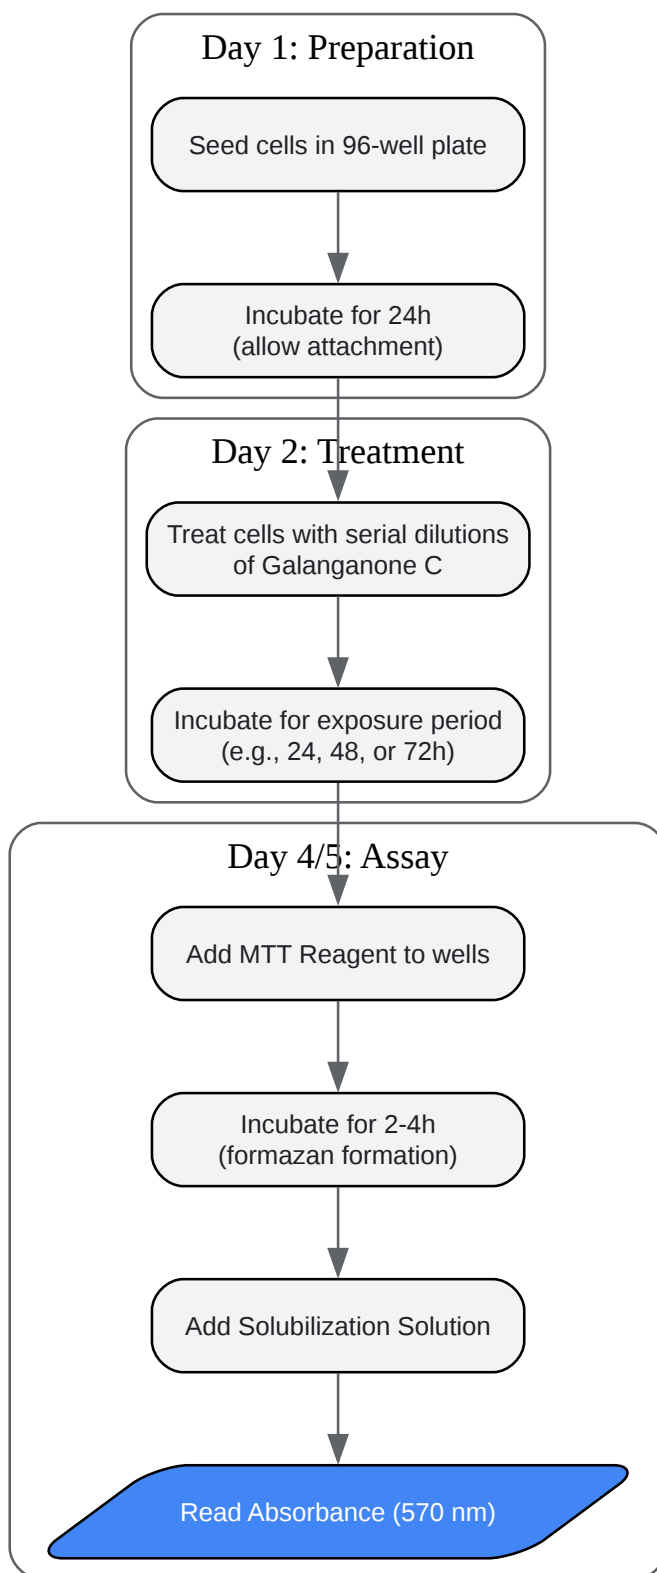 Day 1: Preparation
Seed cells in 96-well plate
Incubate for 24h
(allow attachment)
Day 2: Treatment
Treat cells with serial dilutions
of Galanganone C
Incubate for exposure period
(e.g., 24, 48, or 72h)
Day 4/5: Assay
Add MTT Reagent to wells
Incubate for 2-4h
(formazan formation)
Add Solubilization Solution
Read Absorbance (570 nm)